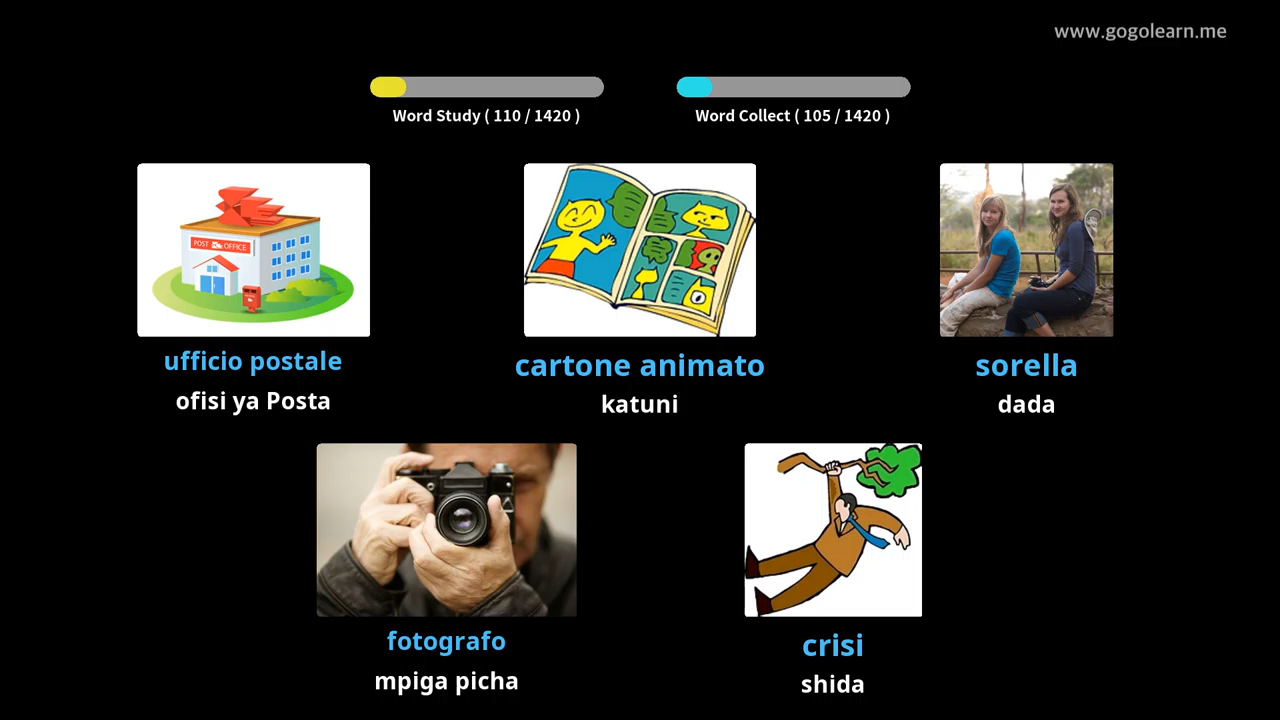 www.gogolearn.me
Word Study ( 110 / 1420 )
Word Collect ( 105 / 1420 )
POST OFFICE
ufficio postale
ofisi ya Posta
cartone animato
katuni
sorella
dada
fotografo
mpiga picha
crisi
shida